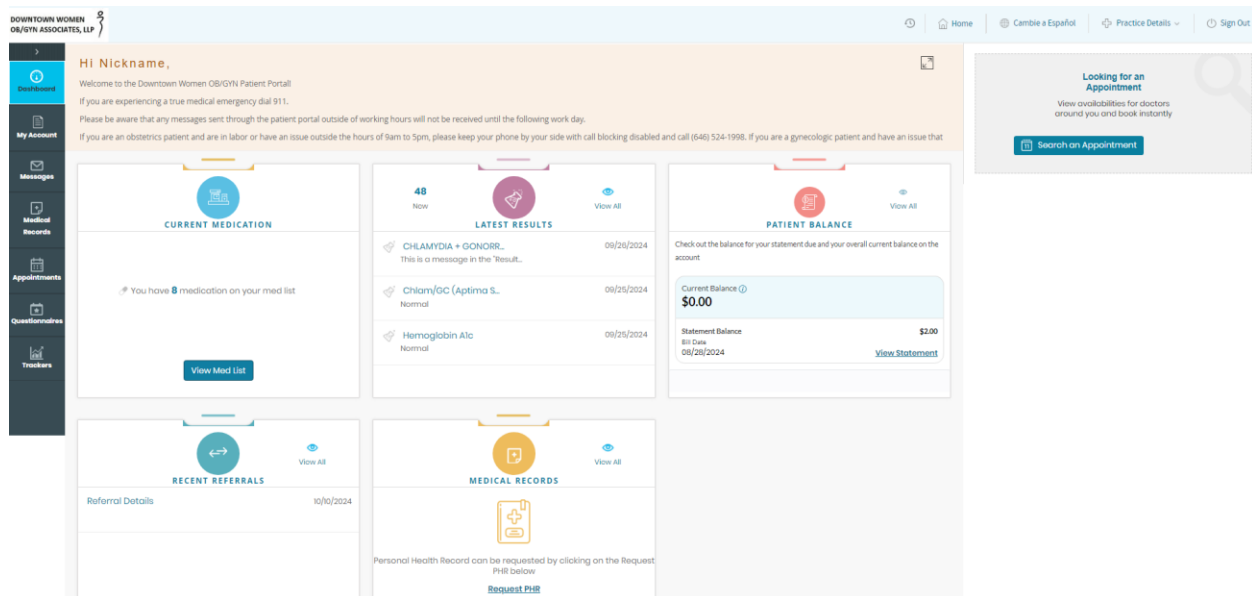 DOWNTOWN WOMEN
OB/GYN ASSOCIATES, LLP
Home
Cambie a Español
Practice Details
Sign Out
Dashboard
My Account
Messages
Medical
Records
Appointments
Questionnaires
Trackers
Hi Nickname,
Welcome to the Downtown Women OB/GYN Patient Portal!
If you are experiencing a true medical emergency dial 911.
Please be aware that any messages sent through the patient portal outside of working hours will not be received until the following work day.
If you are an obstetrics patient and are in labor or have an issue outside the hours of 9am to 5pm, please keep your phone by your side with call blocking disabled and call (646) 524-1998. If you are a gynecologic patient and have an issue that
Looking for an
Appointment
View availabilities for doctors
around you and book instantly
Search an Appointment
CURRENT MEDICATION
You have 8 medication on your med list
View Med List
48
New
View All
LATEST RESULTS
CHLAMYDIA + GONORR...
09/26/2024
This is a message in the "Result...
Chlam/GC (Aptima S...
09/25/2024
Normal
Hemoglobin A1c
09/25/2024
Normal
View All
PATIENT BALANCE
Check out the balance for your statement due and your overall current balance on the
account
Current Balance
$0.00
Statement Balance
$2.00
Bill Date
08/28/2024
View Statement
View All
RECENT REFERRALS
Referral Details
10/10/2024
View All
MEDICAL RECORDS
Personal Health Record can be requested by clicking on the Request
PHR below
Request PHR